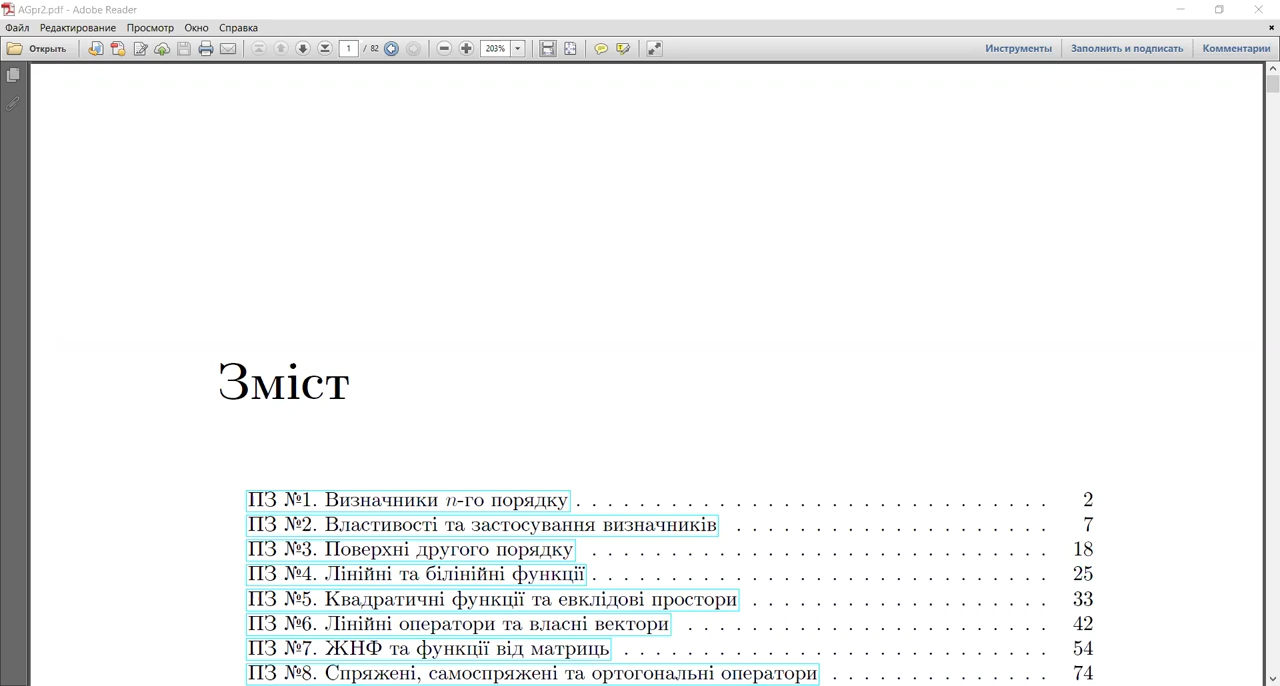 AGpr2.pdf - Adobe Reader
Файл Редактирование Просмотр Окно Справка
Открыть 1 / 82 203% Инструменты Заполнить и подписать Комментарии
Зміст
ПЗ №1. Визначники n-го порядку . . . . . . . . . . . . . . . . . . . . . . . . . . . . . . 2
ПЗ №2. Властивості та застосування визначників . . . . . . . . . . . . . . . . . . . . 7
ПЗ №3. Поверхні другого порядку . . . . . . . . . . . . . . . . . . . . . . . . . . . . . 18
ПЗ №4. Лінійні та білінійні функції . . . . . . . . . . . . . . . . . . . . . . . . . . . . . 25
ПЗ №5. Квадратичні функції та евклідові простори . . . . . . . . . . . . . . . . . . . 33
ПЗ №6. Лінійні оператори та власні вектори . . . . . . . . . . . . . . . . . . . . . . . 42
ПЗ №7. ЖНФ та функції від матриць . . . . . . . . . . . . . . . . . . . . . . . . . . . 54
ПЗ №8. Спряжені, самоспряжені та ортогональні оператори . . . . . . . . . . . . . . 74